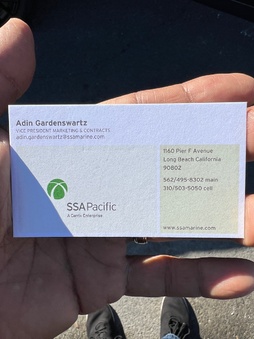 Adin Gardenswartz
VICE PRESIDENT MARKETING & CONTRACTS
adin.gardenswartz@ssamarine.com
1160 Pier F Avenue
Long Beach California
90802
562/495-8302 main
310/503-5050 cell
SSAPacific
A Carrix Enterprise
www.ssamarine.com